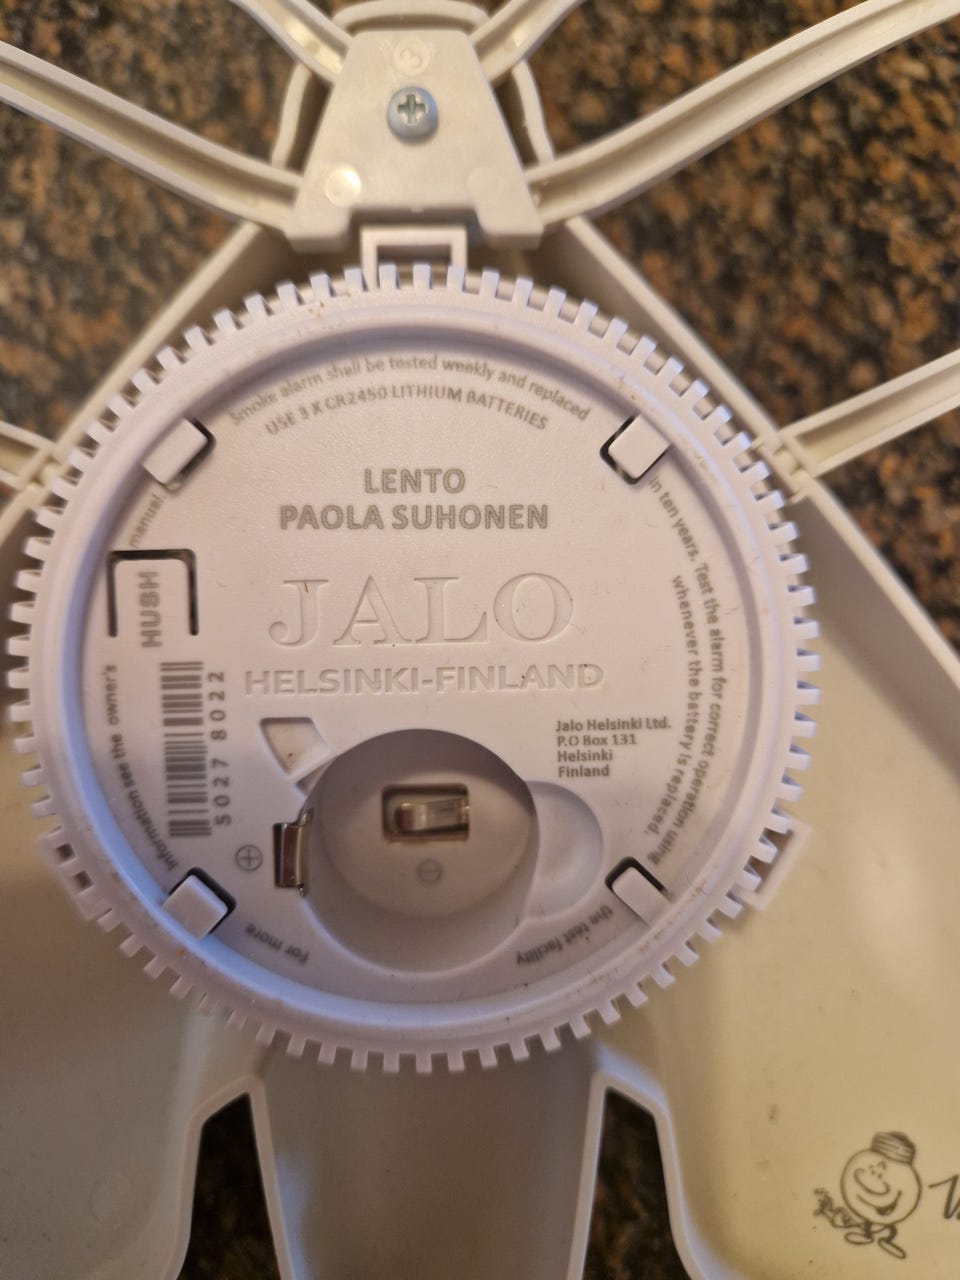 Smoke alarm shall be tested weekly and replaced
in ten years. Test the alarm for correct operation using
the test facility
whenever the battery is replaced.
For more
information see the owner's
manual.
USE 3 X CR2450 LITHIUM BATTERIES
LENTO
PAOLA SUHONEN
JALO
HELSINKI-FINLAND
HUSH
5027 8022
Jalo Helsinki Ltd.
P.O Box 131
Helsinki
Finland